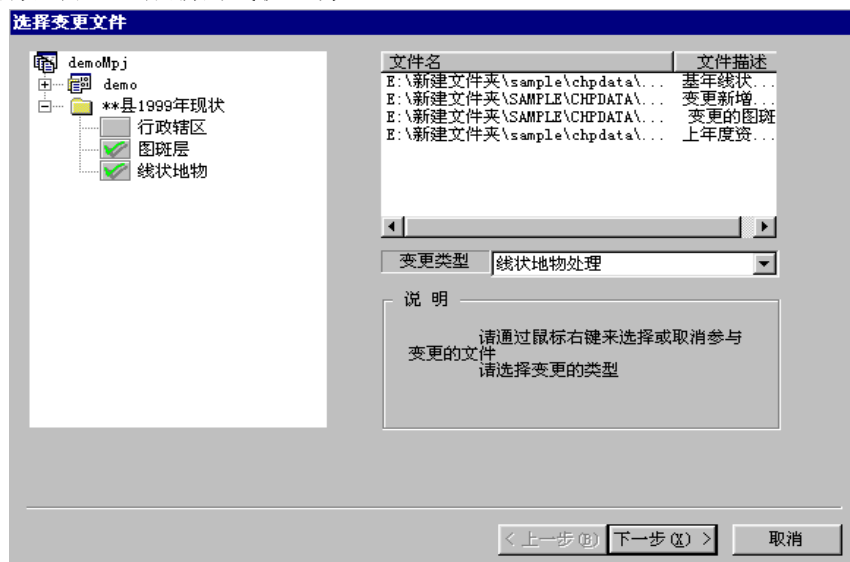 选择变更文件
demoMpj
demo
**县1999年现状
行政辖区
图斑层
线状地物
文件名 文件描述
E:\新建文件夹\sample\chpdata\... 基年线状...
E:\新建文件夹\SAMPLE\CHPDATA\... 变更新增...
E:\新建文件夹\SAMPLE\CHPDATA\... 变更的图斑
E:\新建文件夹\sample\chpdata\... 上年度资...
变更类型 线状地物处理
说 明
请通过鼠标右键来选择或取消参与
变更的文件
请选择变更的类型
< 上一步(B) 下一步(X) > 取消